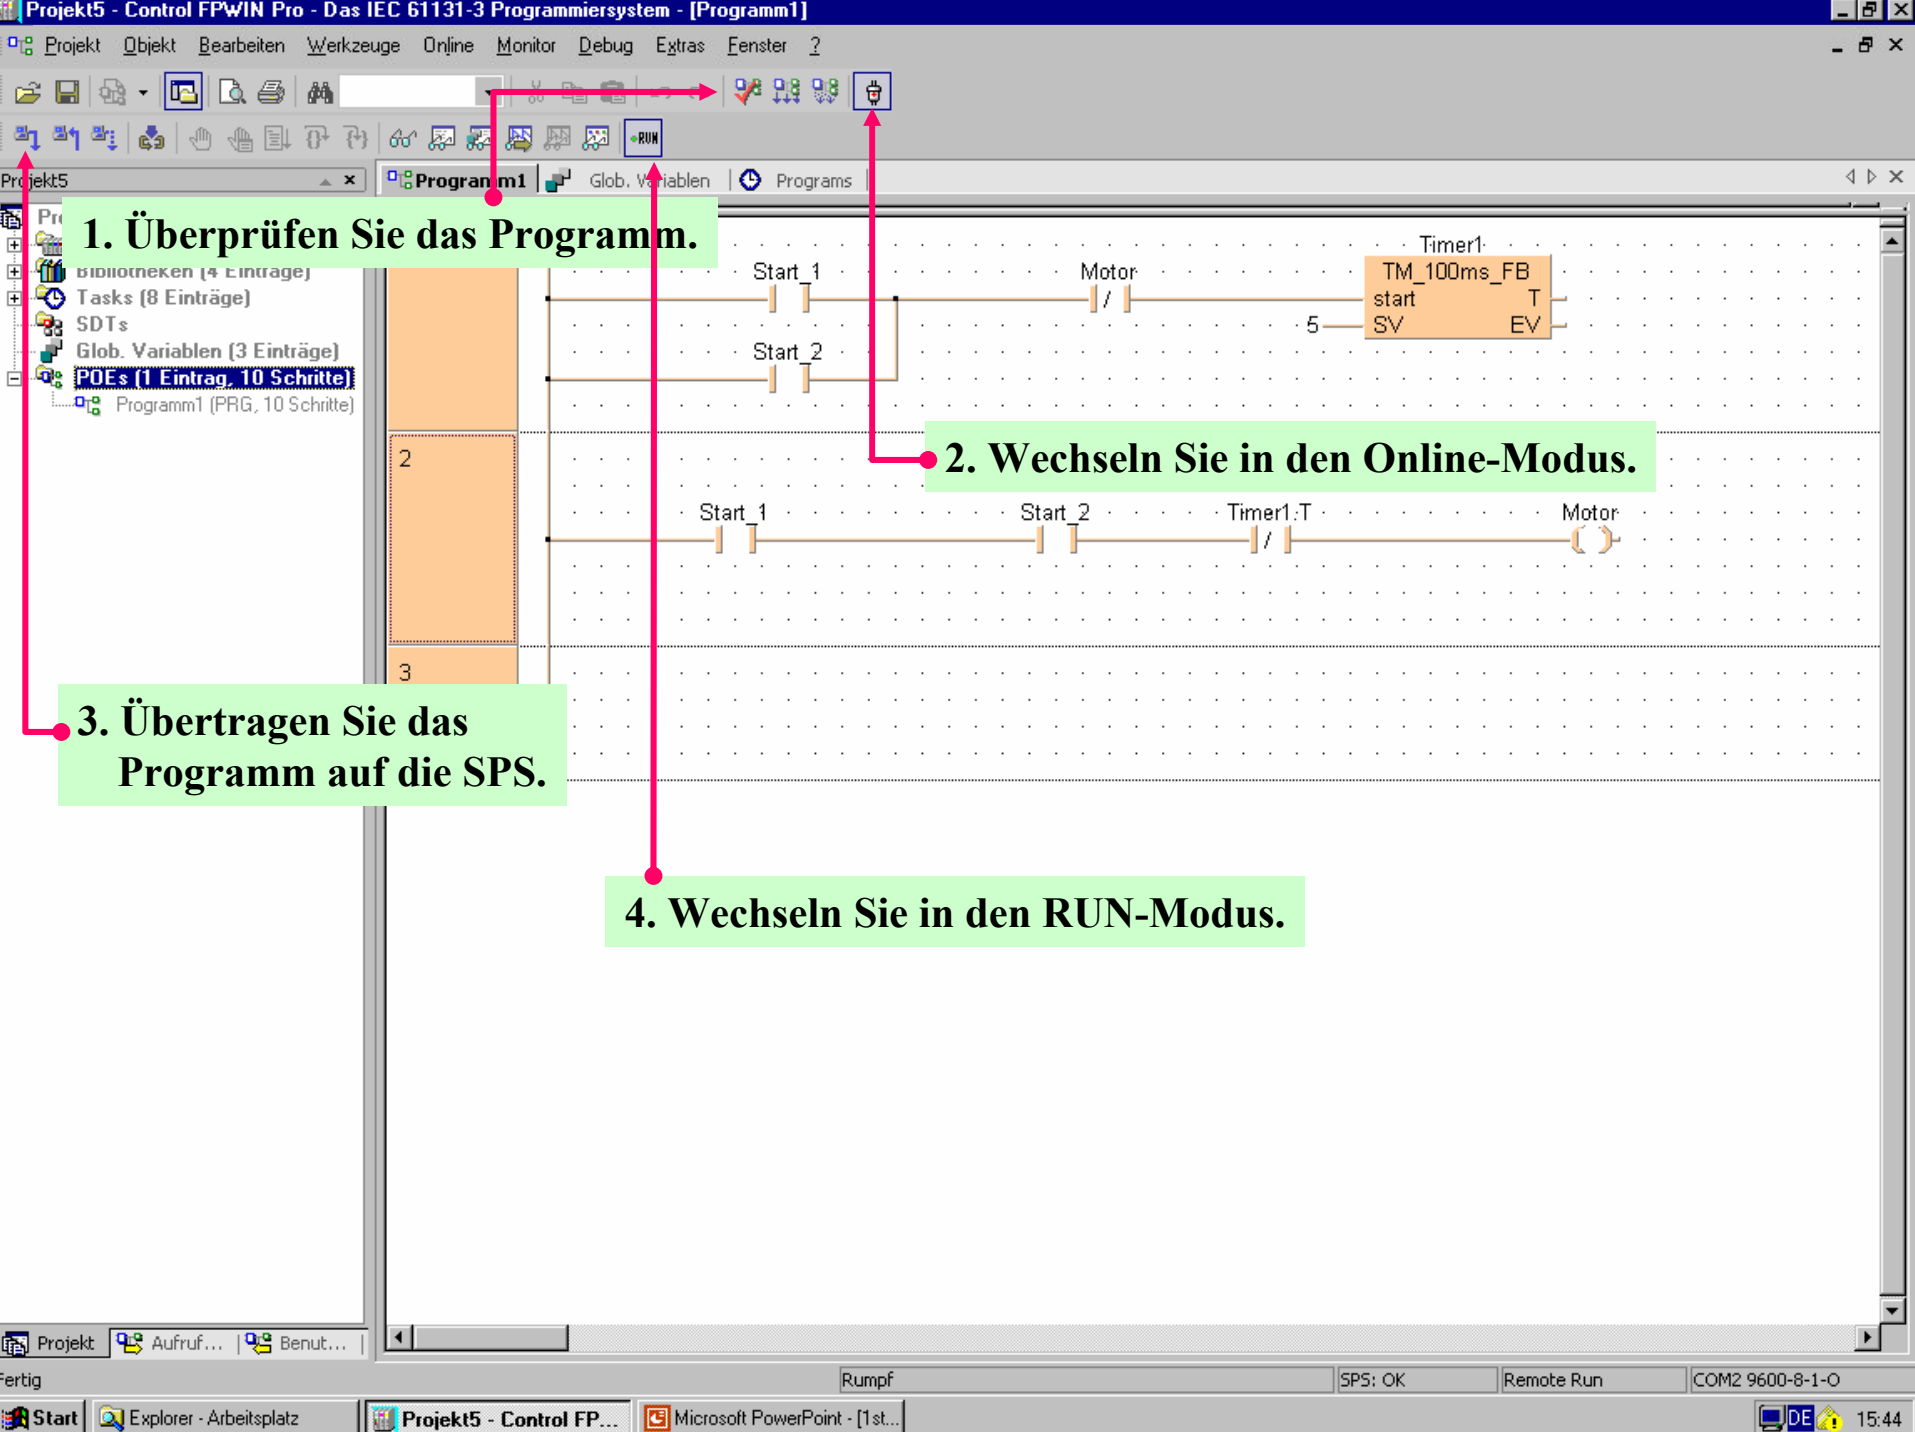 Projekt5 - Control FPWIN Pro - Das IEC 61131-3 Programmiersystem - [Programm1]
Projekt Objekt Bearbeiten Werkzeuge Online Monitor Debug Extras Fenster ?
RUN
Projekt5
Programm1 Glob. Variablen Programs
1. Überprüfen Sie das Programm.
Bibliotheken (4 Einträge)
Tasks (8 Einträge)
SDTs
Glob. Variablen (3 Einträge)
POEs (1 Eintrag, 10 Schritte)
Programm1 (PRG, 10 Schritte)
Timer1
Start_1 Motor TM_100ms_FB
start T
5 SV EV
Start_2
2
2. Wechseln Sie in den Online-Modus.
Start_1 Start_2 Timer1.T Motor
3
3. Übertragen Sie das
Programm auf die SPS.
4. Wechseln Sie in den RUN-Modus.
Projekt Aufruf... Benut...
Fertig Rumpf SPS: OK Remote Run COM2 9600-8-1-O
Start Explorer - Arbeitsplatz Projekt5 - Control FP... Microsoft PowerPoint - [1st... DE 15:44